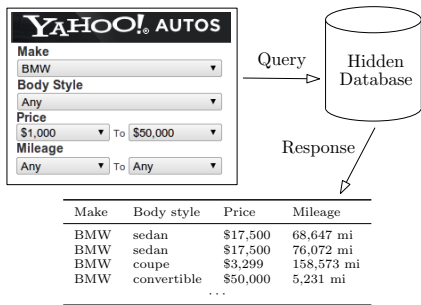 YAHOO! AUTOS
Make
BMW
Body Style
Any
Price
$1,000 To $50,000
Mileage
Any To Any
Query
Hidden
Database
Response
Make Body style Price Mileage
BMW sedan $17,500 68,647 mi
BMW sedan $17,500 76,072 mi
BMW coupe $3,299 158,573 mi
BMW convertible $50,000 5,231 mi
...